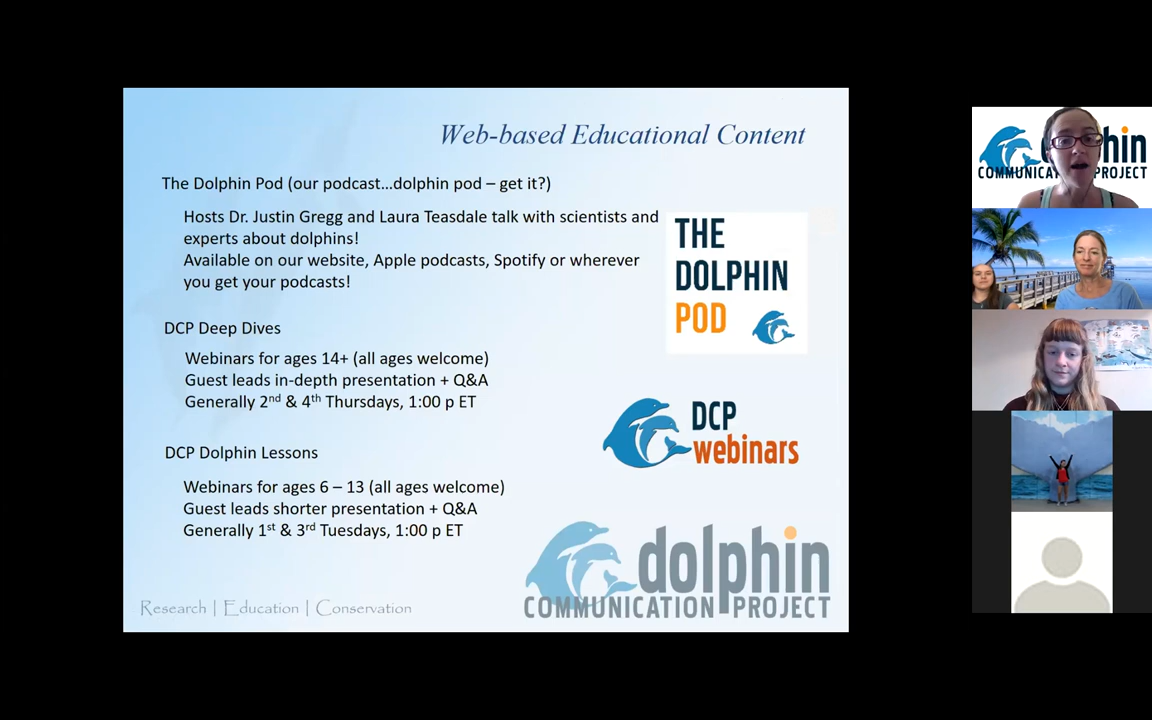 Web-based Educational Content
The Dolphin Pod (our podcast...dolphin pod – get it?)
Hosts Dr. Justin Gregg and Laura Teasdale talk with scientists and
experts about dolphins!
Available on our website, Apple podcasts, Spotify or wherever
you get your podcasts!
THE
DOLPHIN
POD
DCP Deep Dives
Webinars for ages 14+ (all ages welcome)
Guest leads in-depth presentation + Q&A
Generally 2nd & 4th Thursdays, 1:00 p ET
DCP
webinars
DCP Dolphin Lessons
Webinars for ages 6 – 13 (all ages welcome)
Guest leads shorter presentation + Q&A
Generally 1st & 3rd Tuesdays, 1:00 p ET
dolphin
COMMUNICATION PROJECT
Research | Education | Conservation